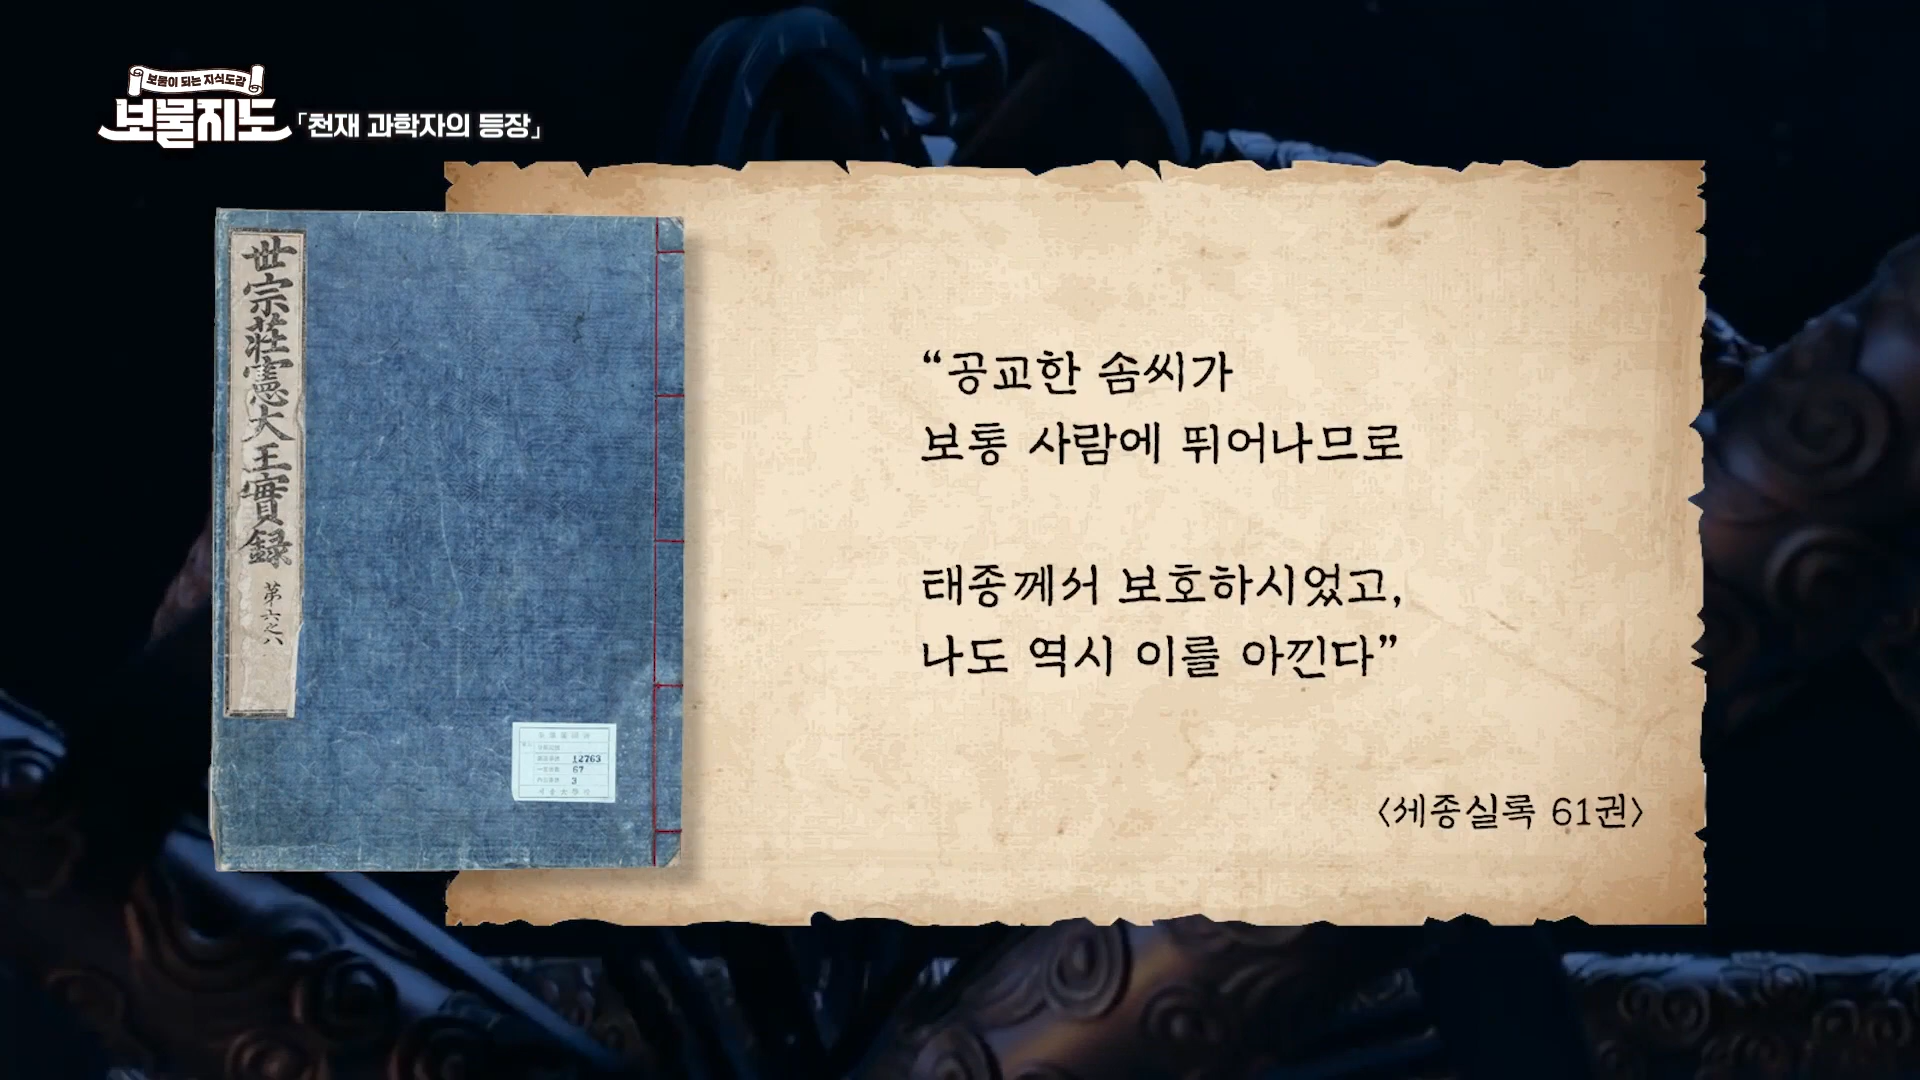 보물이 되는 지식도감
보물지도
「천재 과학자의 등장」
世宗莊憲大王實錄
第六之八
12763
67
3
“공교한 솜씨가
보통 사람에 뛰어나므로
태종께서 보호하시었고,
나도 역시 이를 아낀다”
〈세종실록 61권〉